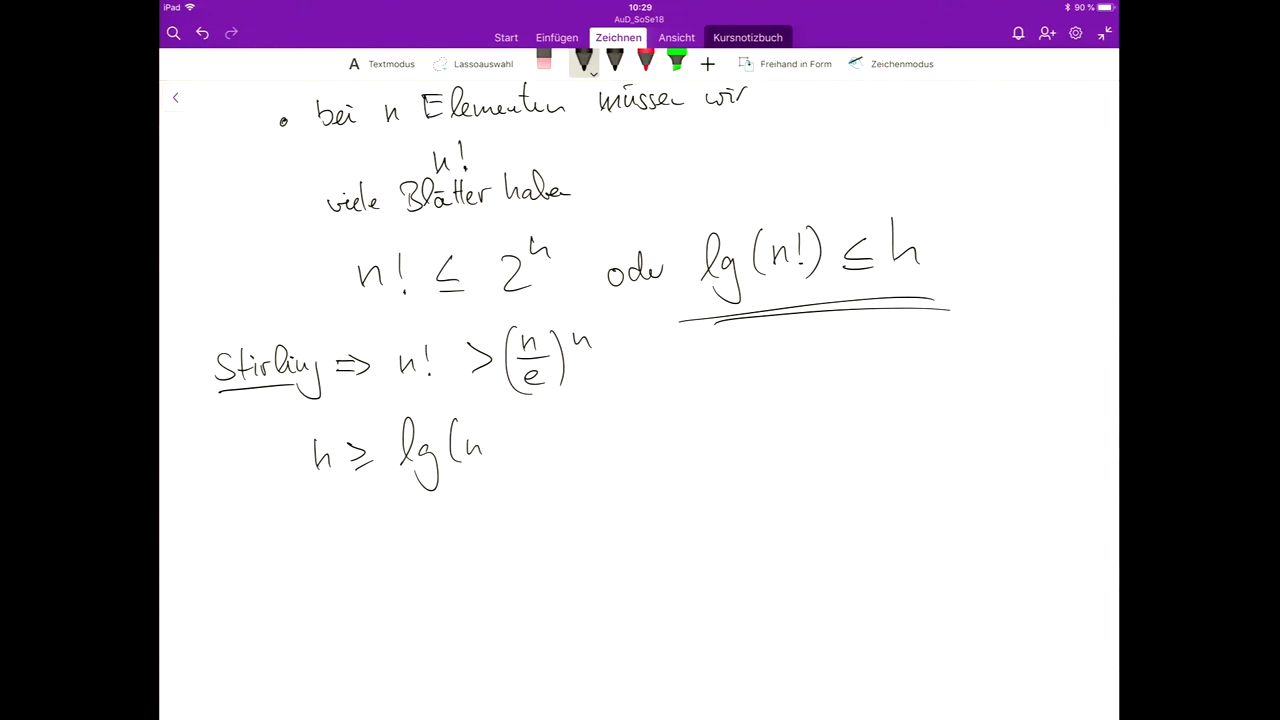 iPad 10:29 90 %
AuD_SoSe18
Start Einfügen Zeichnen Ansicht Kursnotizbuch
A Textmodus Lassoauswahl Freihand in Form Zeichenmodus
• bei n Elementen müssen wir
n!
viele Blätter haben
n! ≤ 2^h oder lg(n!) ≤ h
Stirling ⇒ n! > (n/e)^n
h ≥ lg(n